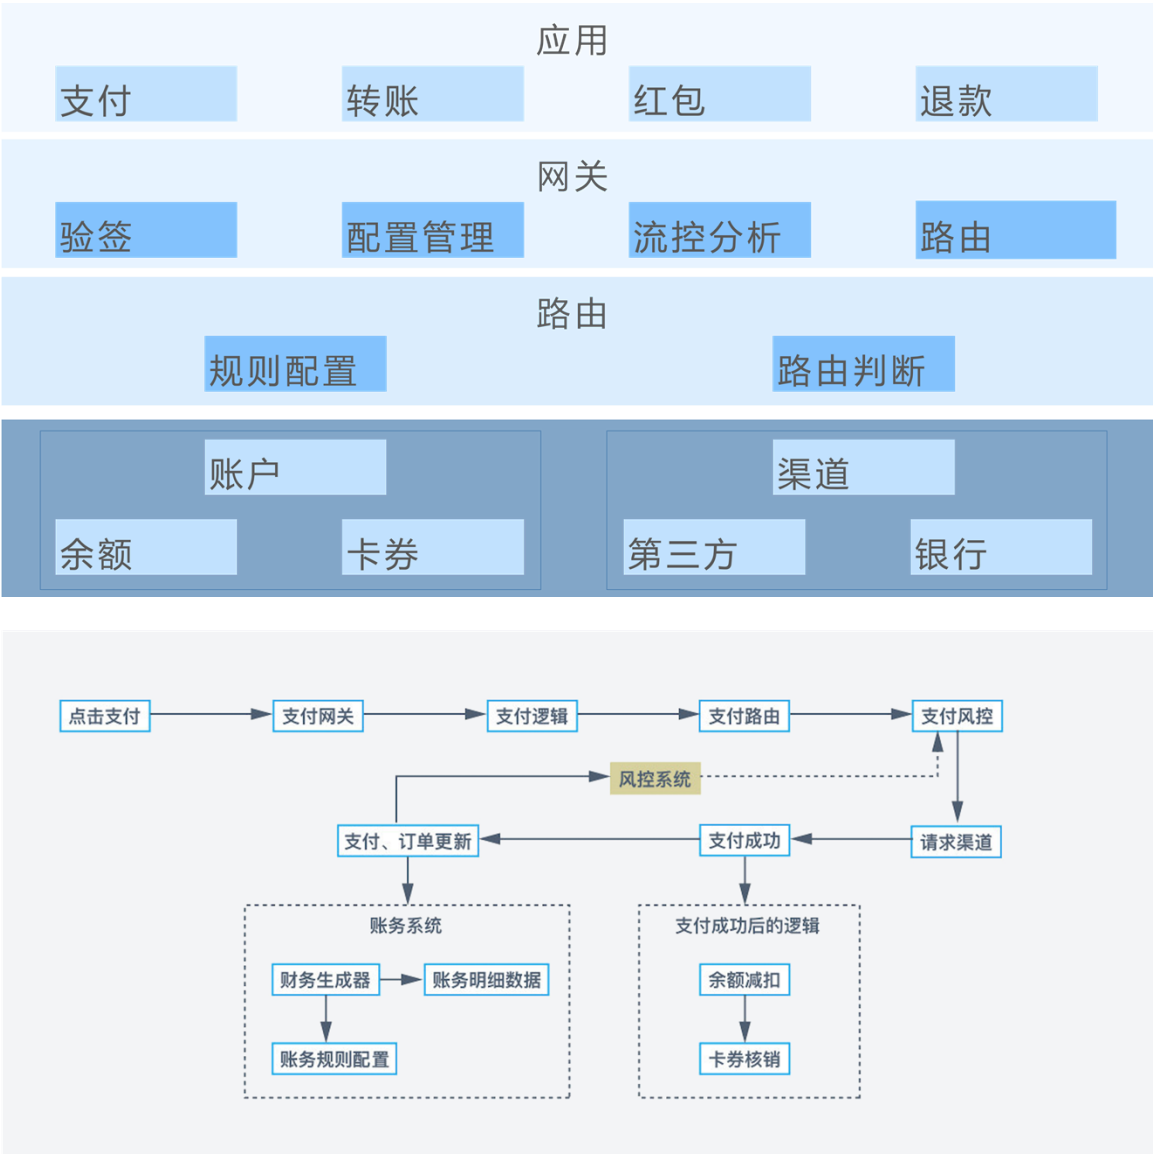 应用
支付 转账 红包 退款
网关
验签 配置管理 流控分析 路由
路由
规则配置 路由判断
账户 渠道
余额 卡券 第三方 银行
点击支付 支付网关 支付逻辑 支付路由 支付风控
风控系统
支付、订单更新 支付成功 请求渠道
账务系统 支付成功后的逻辑
财务生成器 账务明细数据 余额减扣
账务规则配置 卡券核销